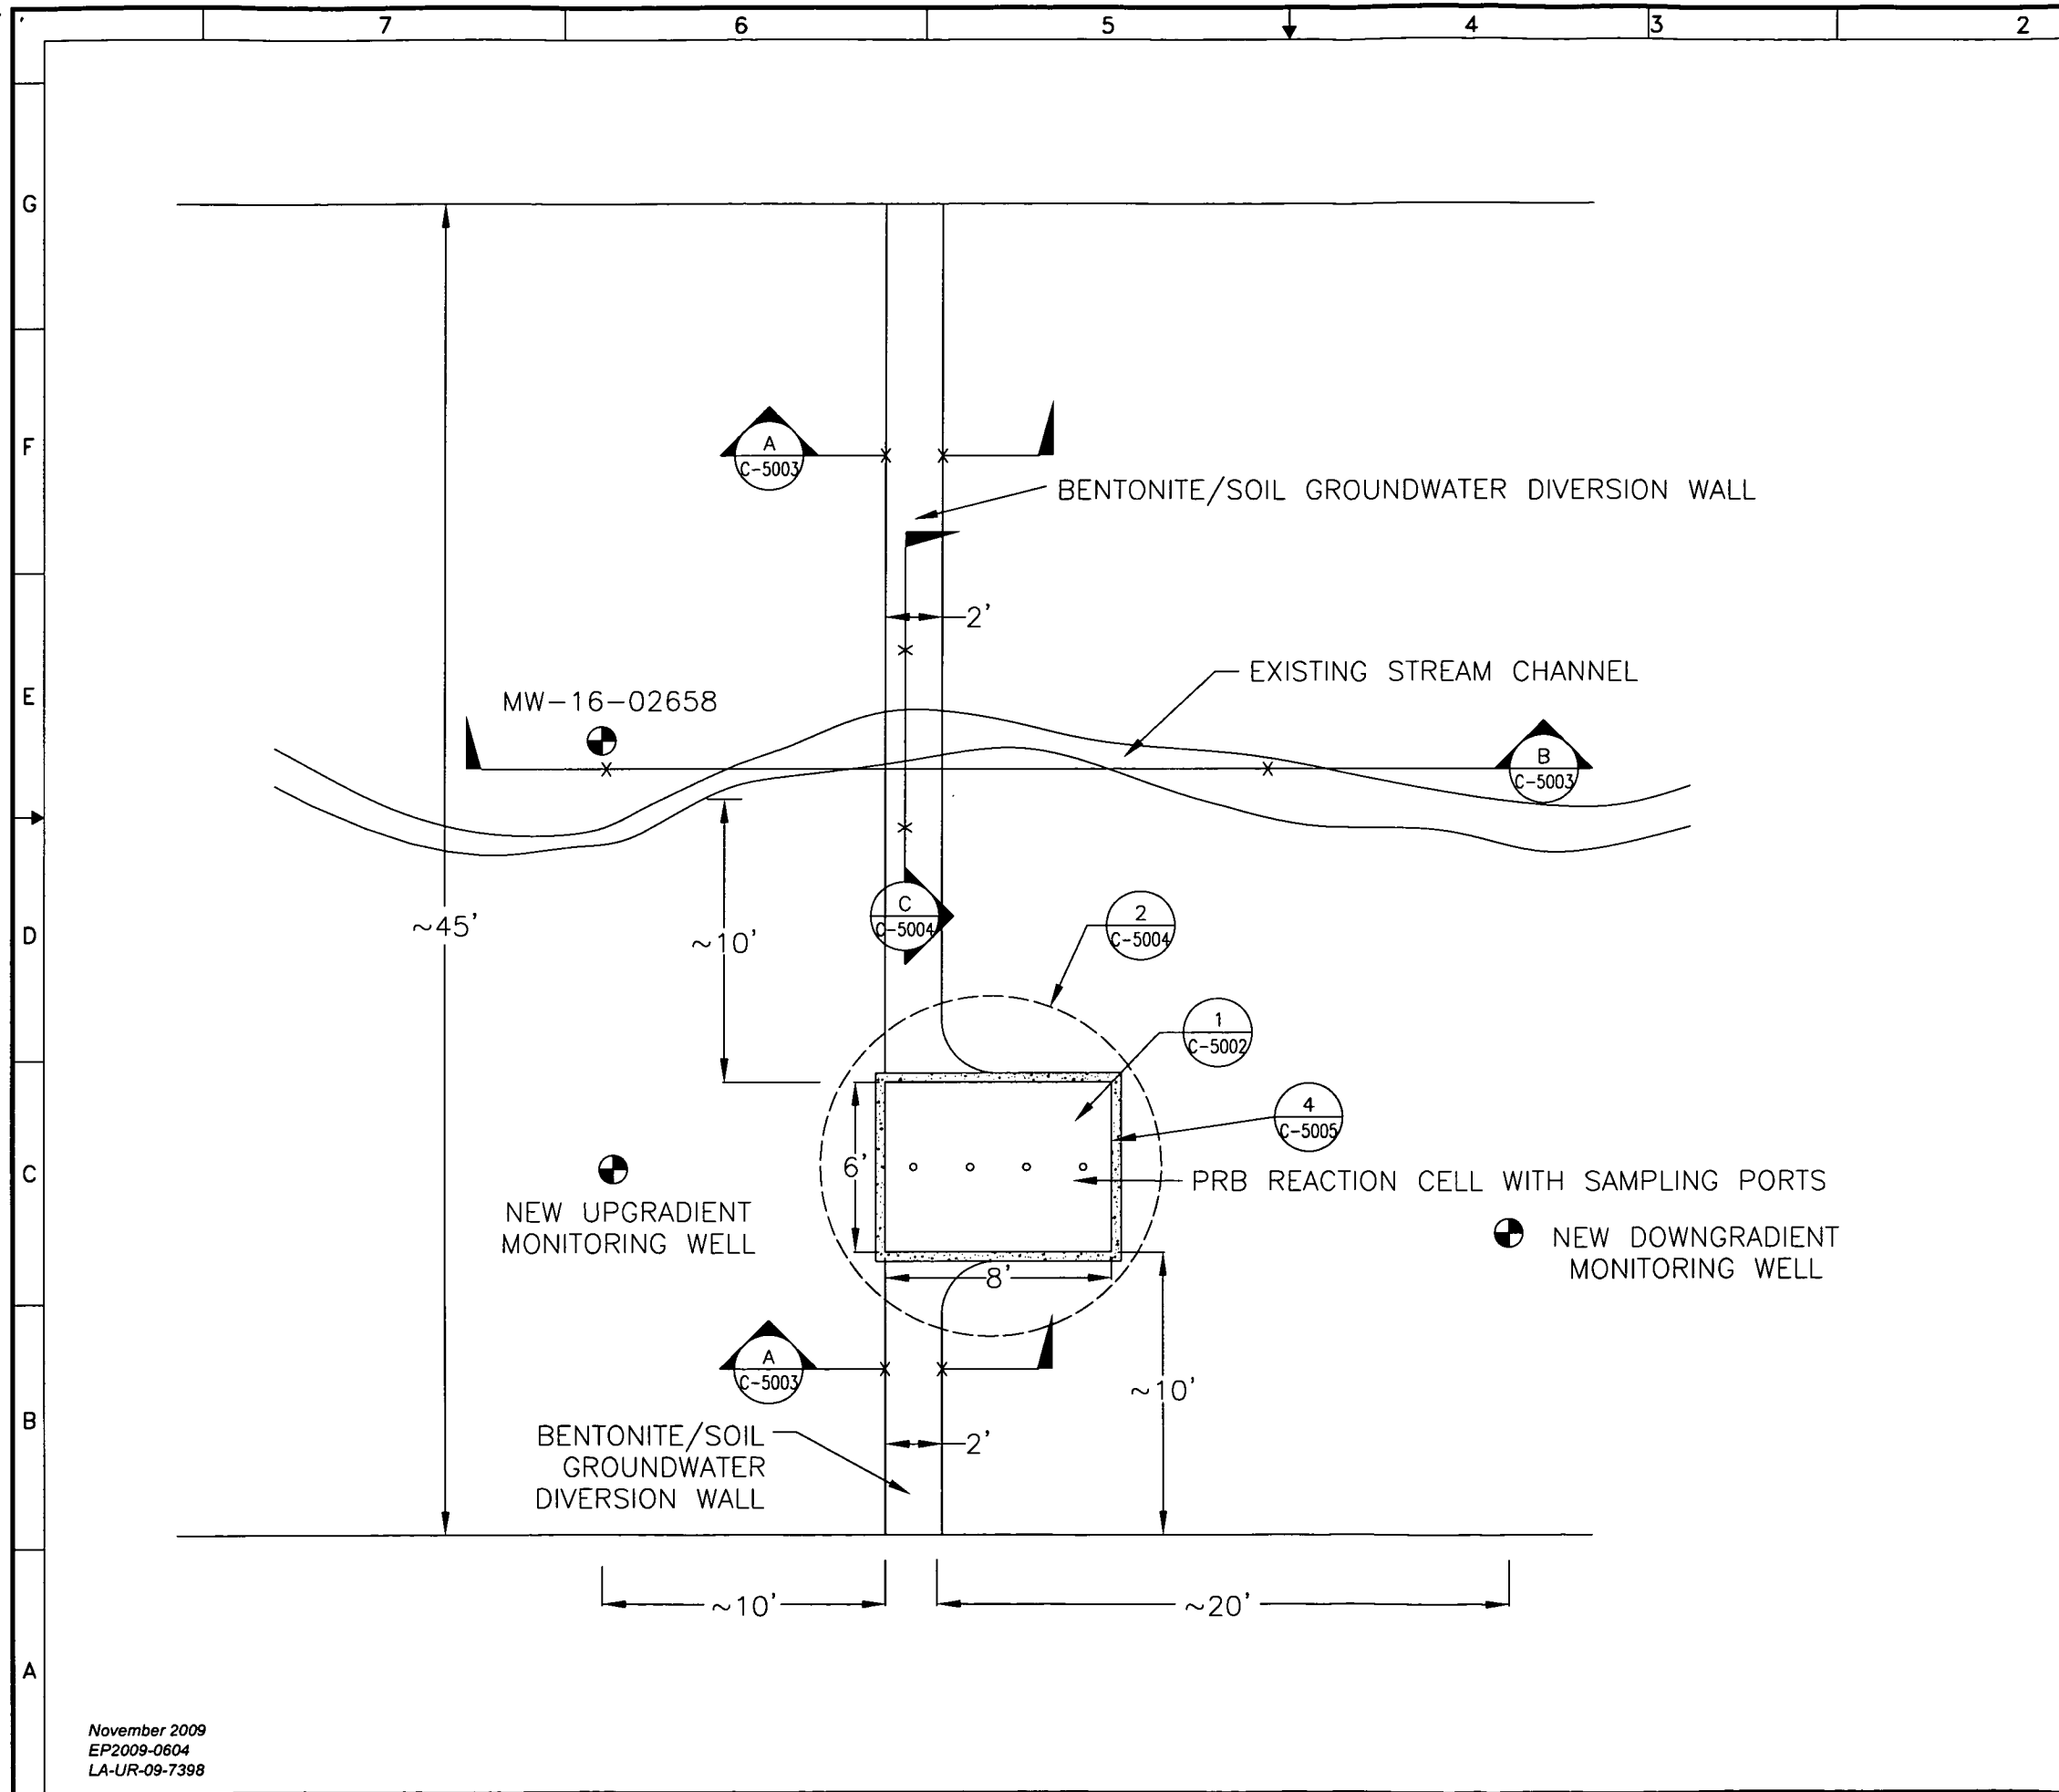 7 6 5 4 3 2
G
F
A
C-5003
BENTONITE/SOIL GROUNDWATER DIVERSION WALL
2'
EXISTING STREAM CHANNEL
E
MW-16-02658
B
C-5003
~45'
~10'
D
C
C-5004
2
C-5004
1
C-5002
4
C-5005
C
6'
PRB REACTION CELL WITH SAMPLING PORTS
NEW UPGRADIENT
MONITORING WELL
NEW DOWNGRADIENT
MONITORING WELL
8'
A
C-5003
~10'
B
BENTONITE/SOIL
GROUNDWATER
DIVERSION WALL
2'
~10'
~20'
A
November 2009
EP2009-0604
LA-UR-09-7398